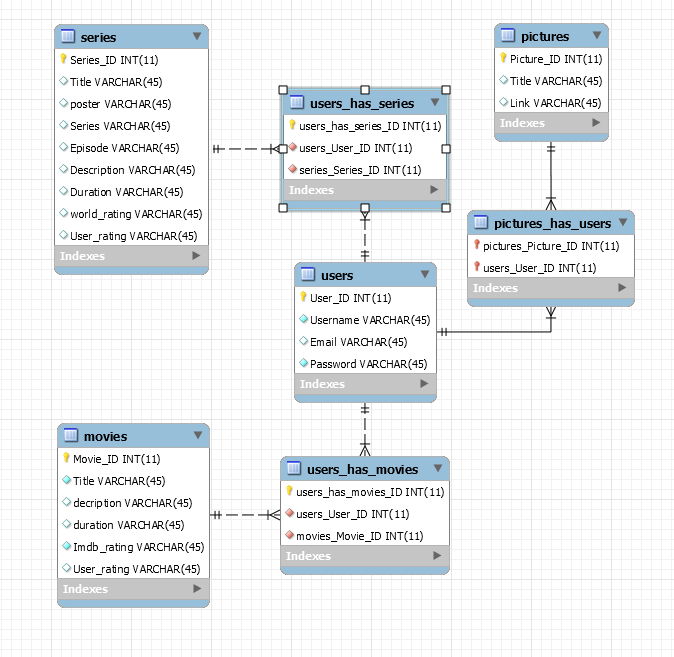 series
Series_ID INT(11)
Title VARCHAR(45)
poster VARCHAR(45)
Series VARCHAR(45)
Episode VARCHAR(45)
Description VARCHAR(45)
Duration VARCHAR(45)
world_rating VARCHAR(45)
User_rating VARCHAR(45)
Indexes
users_has_series
users_has_series_ID INT(11)
users_User_ID INT(11)
series_Series_ID INT(11)
Indexes
pictures
Picture_ID INT(11)
Title VARCHAR(45)
Link VARCHAR(45)
Indexes
pictures_has_users
pictures_Picture_ID INT(11)
users_User_ID INT(11)
Indexes
users
User_ID INT(11)
Username VARCHAR(45)
Email VARCHAR(45)
Password VARCHAR(45)
Indexes
movies
Movie_ID INT(11)
Title VARCHAR(45)
decription VARCHAR(45)
duration VARCHAR(45)
Imdb_rating VARCHAR(45)
User_rating VARCHAR(45)
Indexes
users_has_movies
users_has_movies_ID INT(11)
users_User_ID INT(11)
movies_Movie_ID INT(11)
Indexes